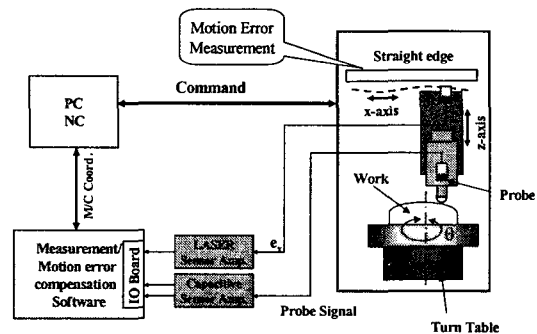 Motion Error
Measurement
Straight edge
Command
x-axis
z-axis
PC
NC
M/C Coord.
Probe
Work
θ
Measurement/
Motion error
compensation
Software
IO Board
LASER
Sensor Amp.
Capacitive
Sensor Amp.
Probe Signal
Turn Table